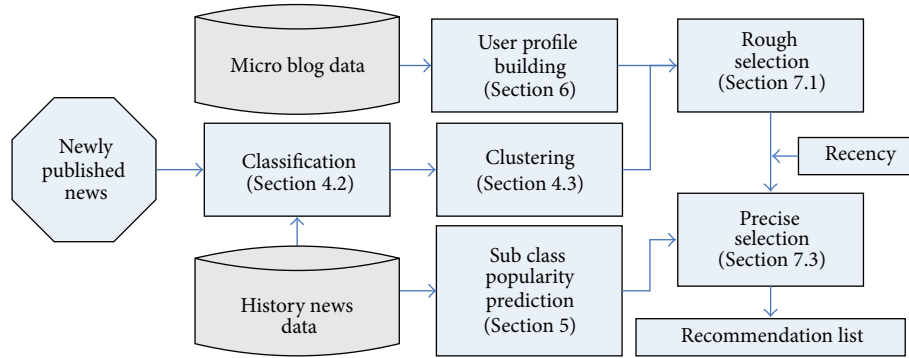 Micro blog data
User profile
building
(Section 6)
Rough
selection
(Section 7.1)
Newly
published
news
Classification
(Section 4.2)
Clustering
(Section 4.3)
Recency
Precise
selection
(Section 7.3)
History news
data
Sub class
popularity
prediction
(Section 5)
Recommendation list